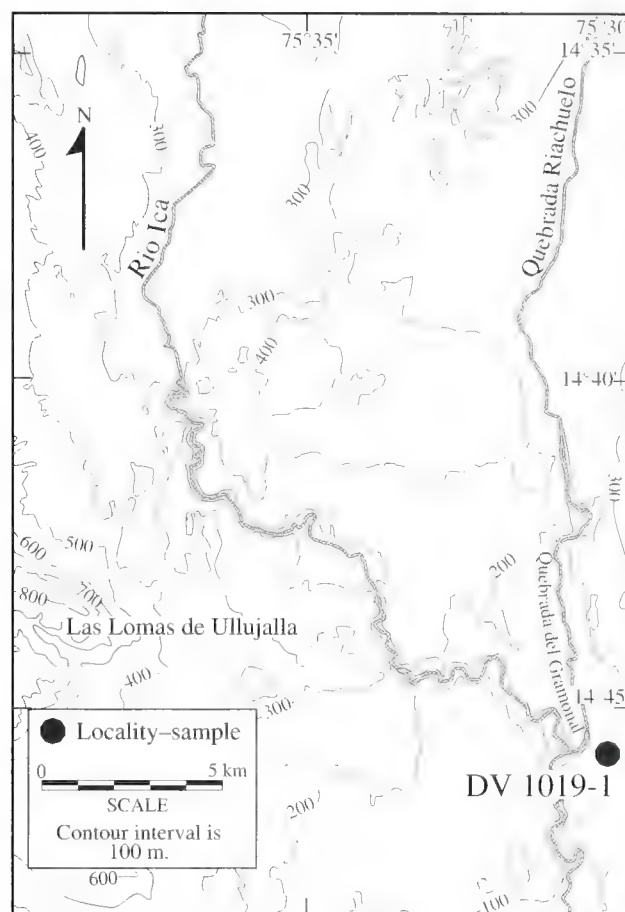 75°35'
75°30'
14°35'
300
400
300
N
300
Rio Ica
Quebrada Riachuelo
300
400
14°40'
300
500
600
200
Quebrada del Gramonal
800
700
Las Lomas de Ullujalla
400
14°45'
300
Locality–sample
0 5 km
SCALE
Contour interval is
100 m.
DV 1019-1
200
600
100